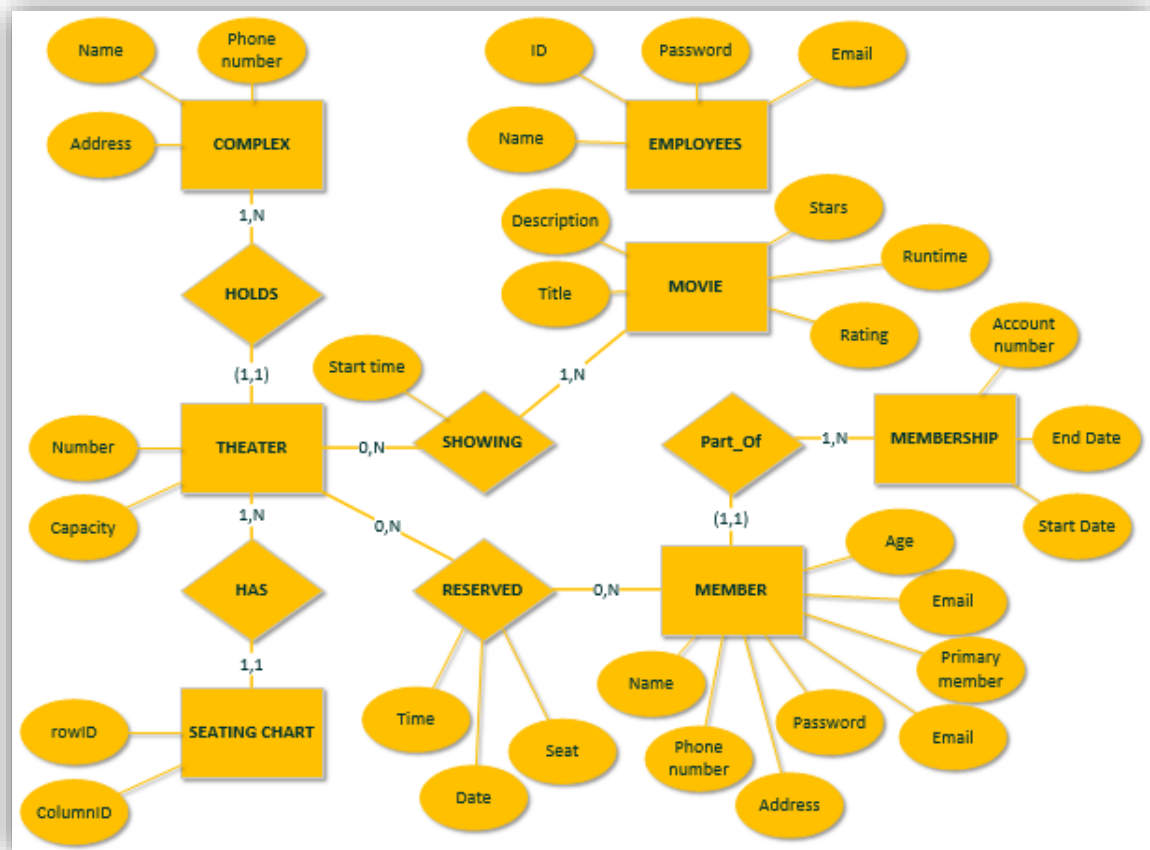 Name
Phone
number
Address
COMPLEX
1,N
HOLDS
(1,1)
ID
Password
Email
Name
EMPLOYEES
Description
Title
MOVIE
Stars
Runtime
Rating
1,N
Start time
SHOWING
0,N
Number
Capacity
THEATER
Account
number
MEMBERSHIP
End Date
Start Date
1,N
Part_Of
(1,1)
1,N
HAS
1,1
0,N
RESERVED
0,N
MEMBER
Age
Email
Primary
member
Email
Password
Address
Phone
number
Name
Time
Date
Seat
rowID
ColumnID
SEATING CHART